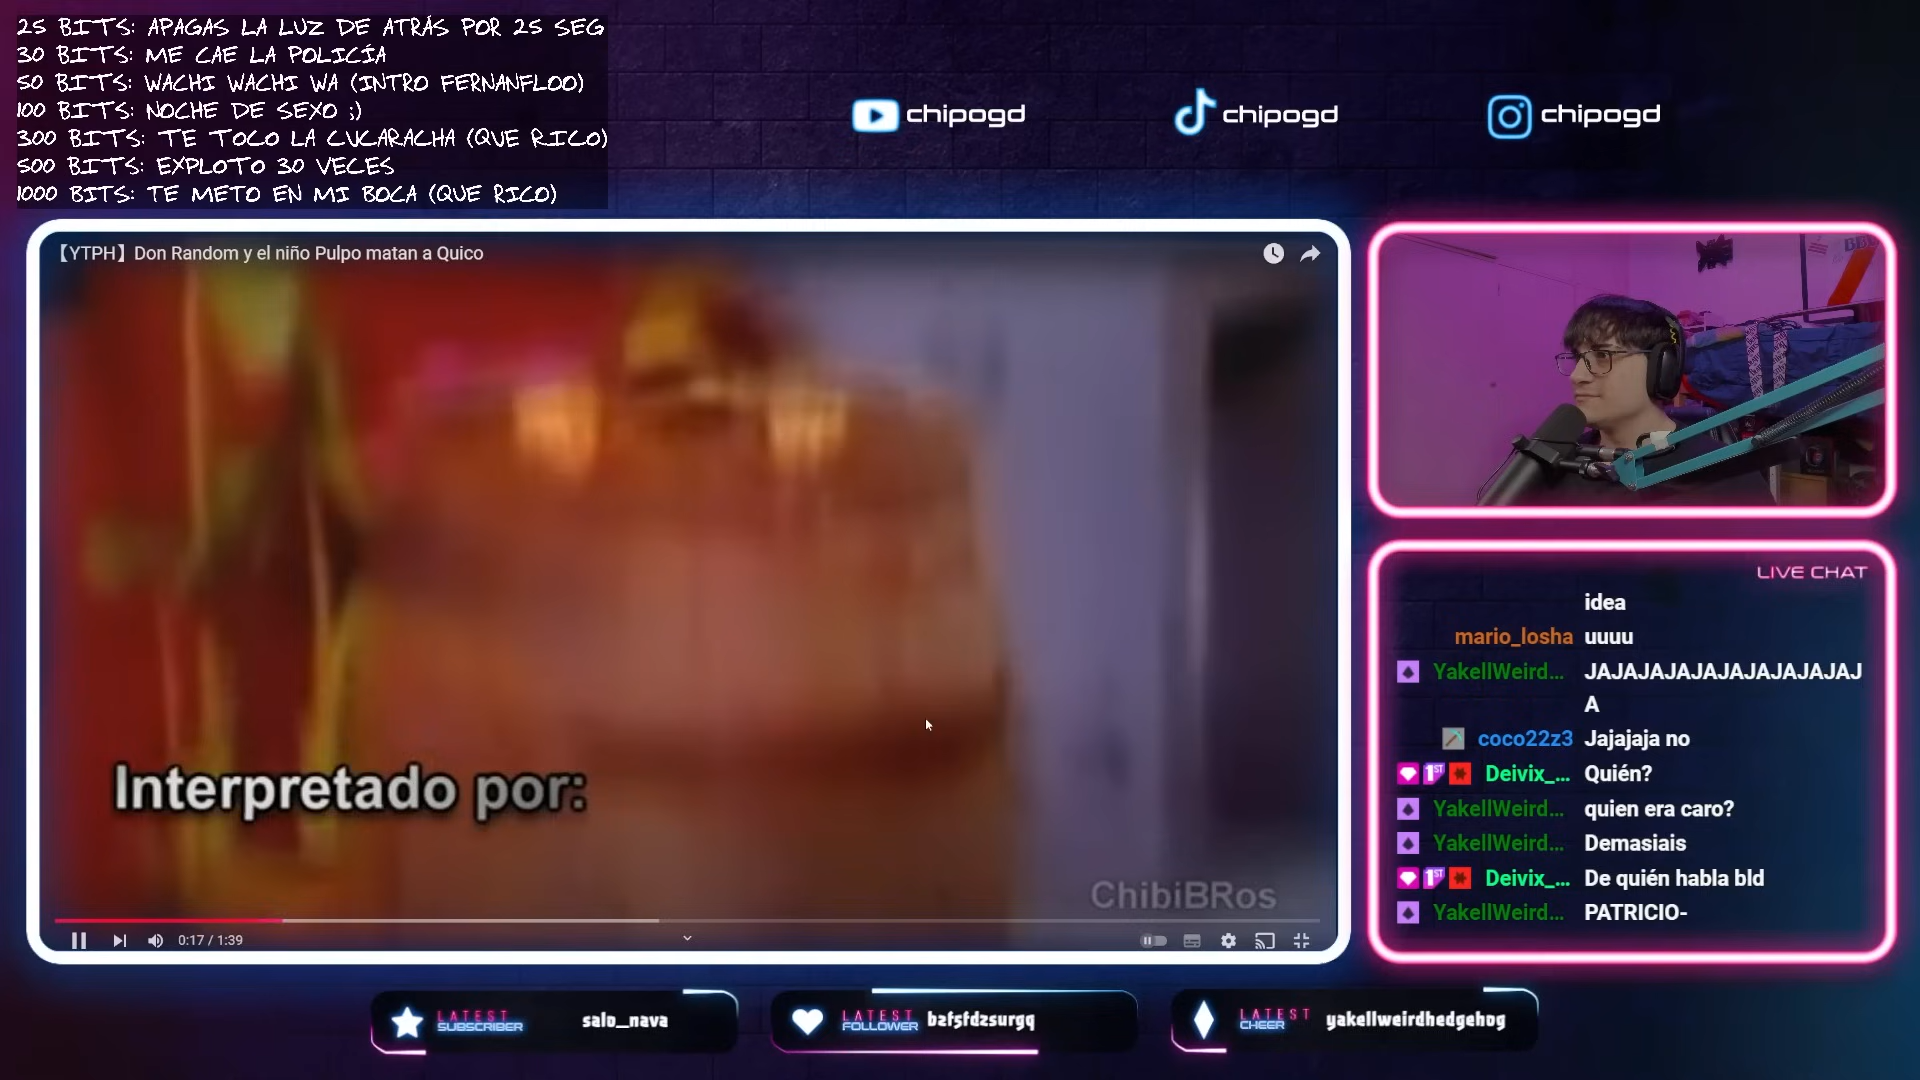 25 BITS: APAGAS LA LUZ DE ATRÁS POR 25 SEG
30 BITS: ME CAE LA POLICÍA
50 BITS: WACHI WACHI WA (INTRO FERNANFLOO)
100 BITS: NOCHE DE SEXO ;)
300 BITS: TE TOCO LA CUCARACHA (QUE RICO)
500 BITS: EXPLOTO 30 VECES
1000 BITS: TE METO EN MI BOCA (QUE RICO)
chipogd
chipogd
chipogd
【YTPH】Don Random y el niño Pulpo matan a Quico
Interpretado por:
ChibiBRos
0:17 / 1:39
LIVE CHAT
idea
mario_losha uuuu
YakellWeird... JAJAJAJAJAJAJAJAJAJAJ
A
coco22z3 Jajajaja no
1ST Deivix_... Quién?
YakellWeird... quien era caro?
YakellWeird... Demasiais
1ST Deivix_... De quién habla bld
YakellWeird... PATRICIO-
LATEST
SUBSCRIBER
salo_nava
LATEST
FOLLOWER
bzfsfdzsurgq
LATEST
CHEER
yakellweirdhedgehog